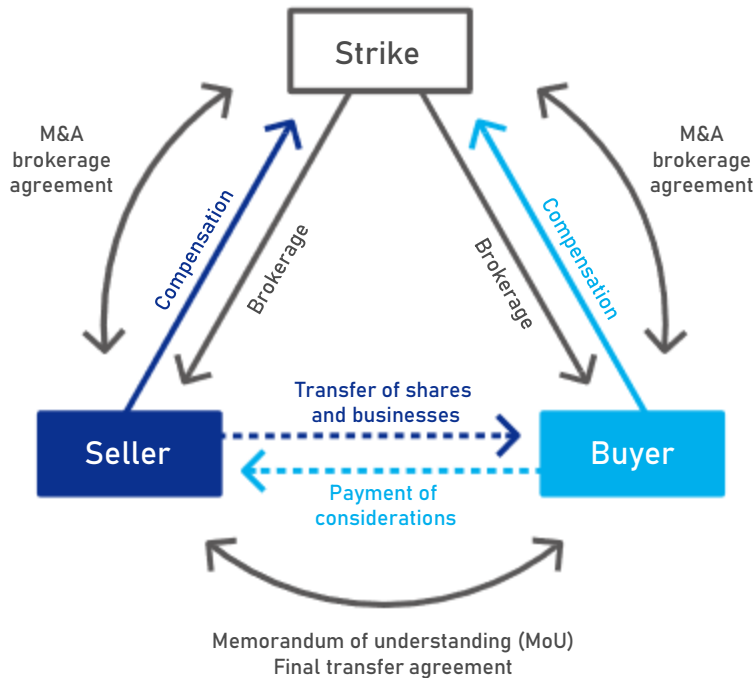 Strike
M&A
brokerage
agreement
M&A
brokerage
agreement
Compensation
Brokerage
Brokerage
Compensation
Transfer of shares
and businesses
Seller
Buyer
Payment of
considerations
Memorandum of understanding (MoU)
Final transfer agreement